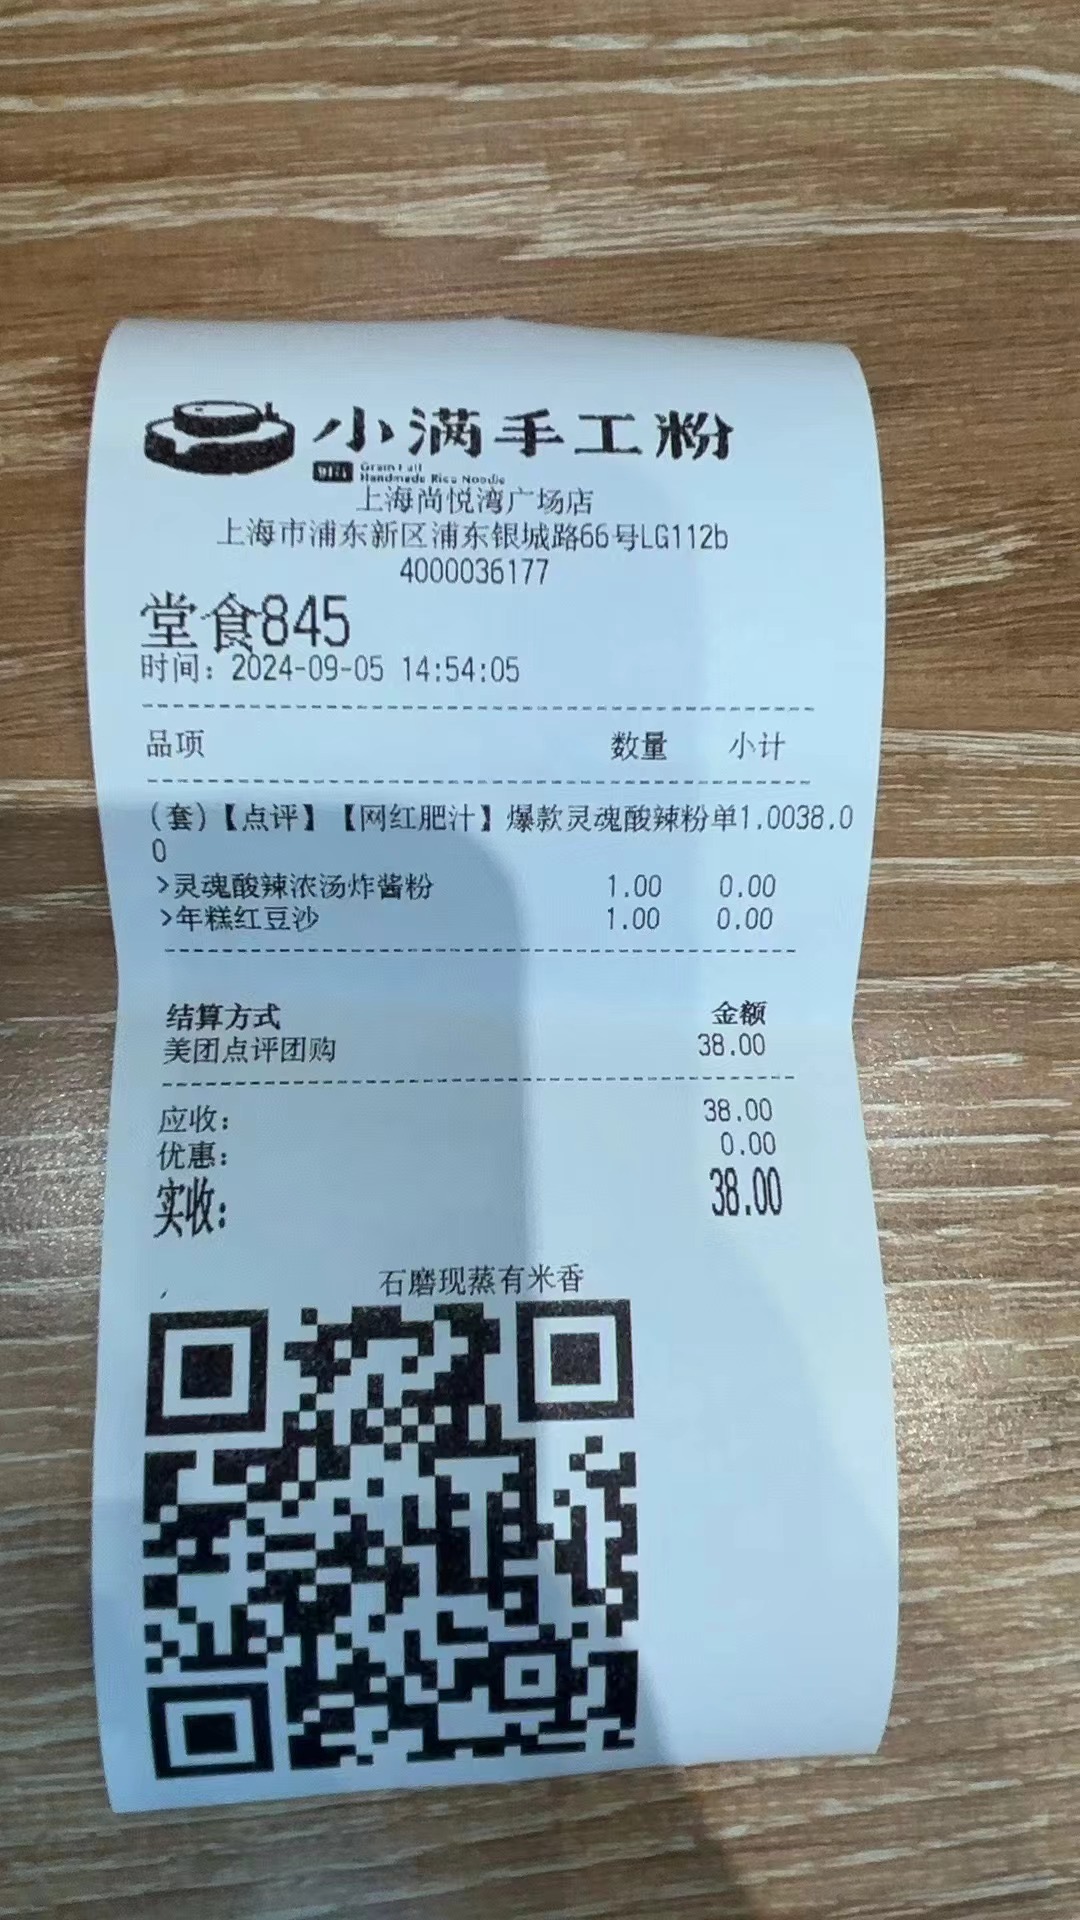 小满手工粉
Grain Full
Handmade Rice Noodle
上海尚悦湾广场店
上海市浦东新区浦东银城路66号LG112b
4000036177
堂食845
时间：2024-09-05 14:54:05
品项 数量 小计
(套)【点评】【网红肥汁】爆款灵魂酸辣粉单1.0038.0
0
>灵魂酸辣浓汤炸酱粉 1.00 0.00
>年糕红豆沙 1.00 0.00
结算方式 金额
美团点评团购 38.00
应收： 38.00
优惠： 0.00
实收： 38.00
石磨现蒸有米香